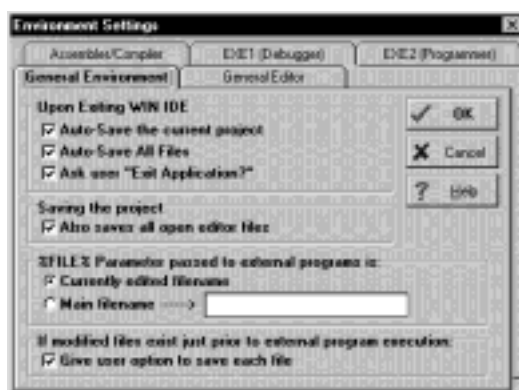 Environment Settings
Assembler/Compiler
EXE1 (Debugger)
EXE2 (Programmer)
General Environment
General Editor
Upon Exiting WIN IDE
Auto-Save the current project
Auto-Save All Files
Ask user "Exit Application?"
OK
Cancel
Help
Saving the project
Also saves all open editor files
%FILE% Parameter passed to external programs is:
Currently edited filename
Main filename ---->
If modified files exist just prior to external program execution:
Give user option to save each file